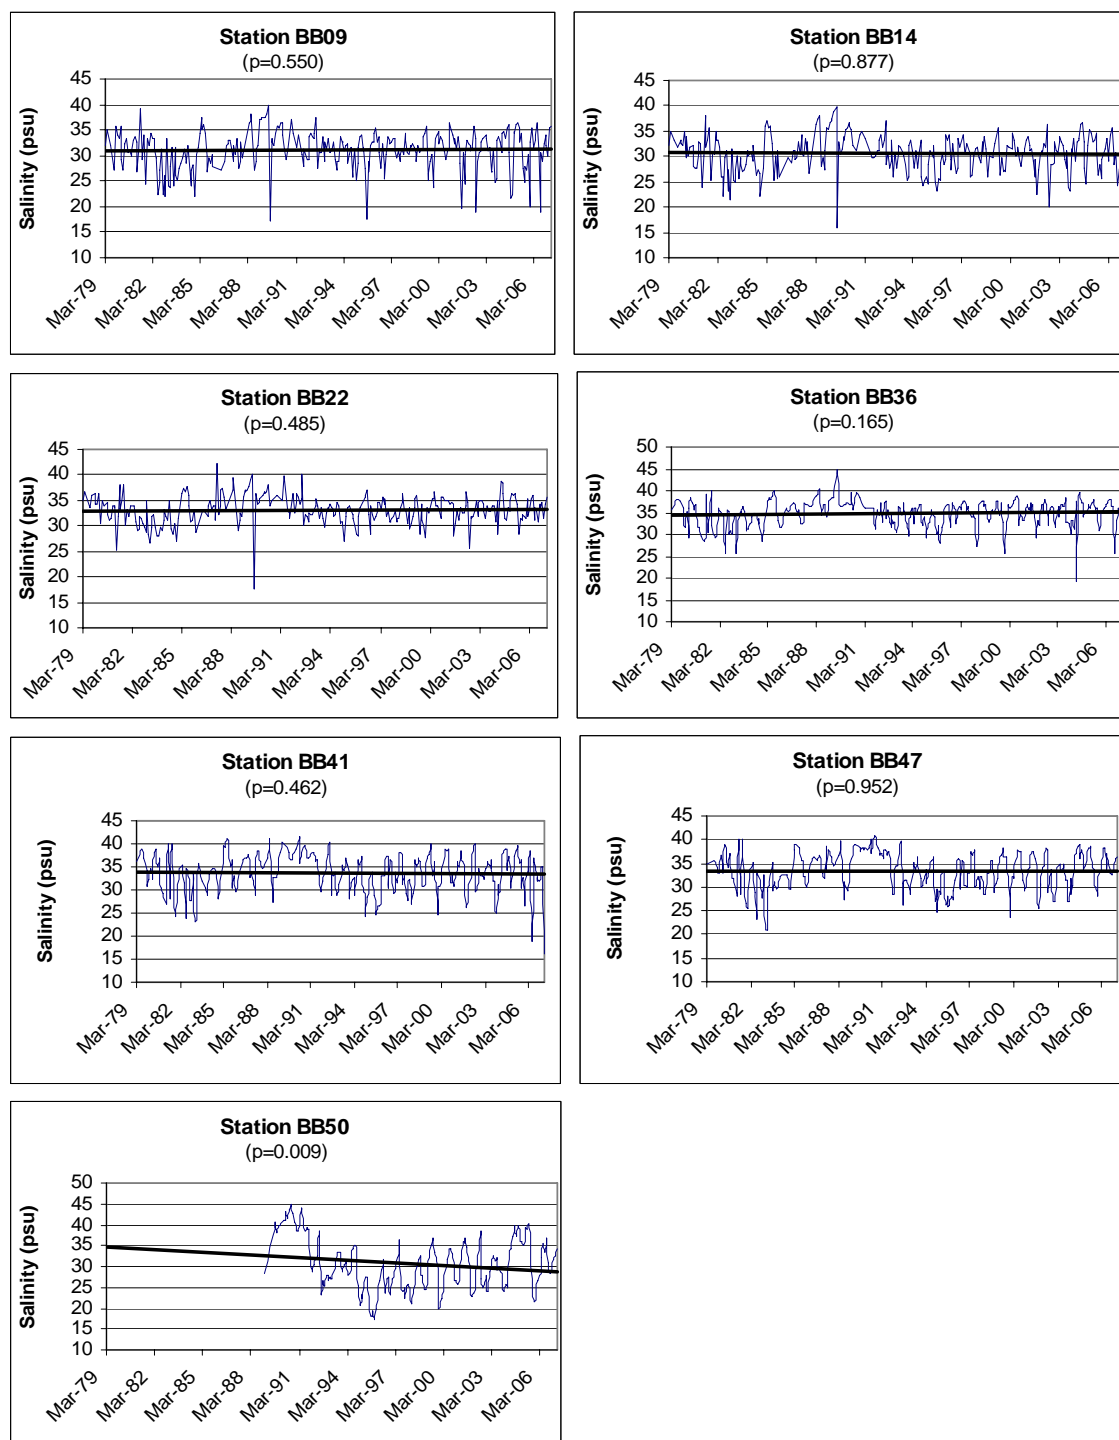 Station BB09
(p=0.550)
Salinity (psu)
45
40
35
30
25
20
15
10
Mar-79
Mar-82
Mar-85
Mar-88
Mar-91
Mar-94
Mar-97
Mar-00
Mar-03
Mar-06
Station BB14
(p=0.877)
Salinity (psu)
45
40
35
30
25
20
15
10
Mar-79
Mar-82
Mar-85
Mar-88
Mar-91
Mar-94
Mar-97
Mar-00
Mar-03
Mar-06
Station BB22
(p=0.485)
Salinity (psu)
45
40
35
30
25
20
15
10
Mar-79
Mar-82
Mar-85
Mar-88
Mar-91
Mar-94
Mar-97
Mar-00
Mar-03
Mar-06
Station BB36
(p=0.165)
Salinity (psu)
50
45
40
35
30
25
20
15
10
Mar-79
Mar-82
Mar-85
Mar-88
Mar-91
Mar-94
Mar-97
Mar-00
Mar-03
Mar-06
Station BB41
(p=0.462)
Salinity (psu)
45
40
35
30
25
20
15
10
Mar-79
Mar-82
Mar-85
Mar-88
Mar-91
Mar-94
Mar-97
Mar-00
Mar-03
Mar-06
Station BB47
(p=0.952)
Salinity (psu)
45
40
35
30
25
20
15
10
Mar-79
Mar-82
Mar-85
Mar-88
Mar-91
Mar-94
Mar-97
Mar-00
Mar-03
Mar-06
Station BB50
(p=0.009)
Salinity (psu)
50
45
40
35
30
25
20
15
10
Mar-79
Mar-82
Mar-85
Mar-88
Mar-91
Mar-94
Mar-97
Mar-00
Mar-03
Mar-06